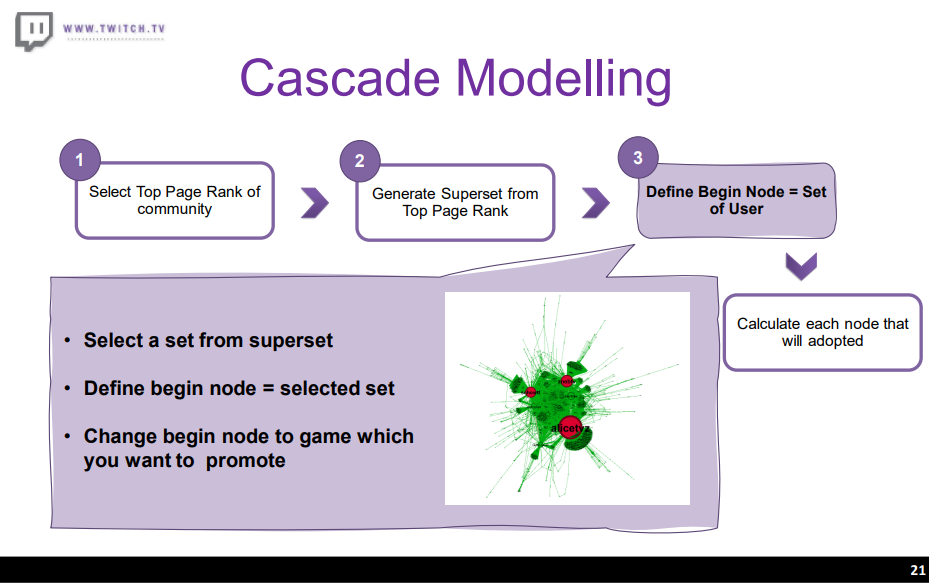 WWW.TWITCH.TV
Cascade Modelling
1
Select Top Page Rank of
community
2
Generate Superset from
Top Page Rank
3
Define Begin Node = Set
of User
Calculate each node that
will adopted
• Select a set from superset
• Define begin node = selected set
• Change begin node to game which
you want to promote
21